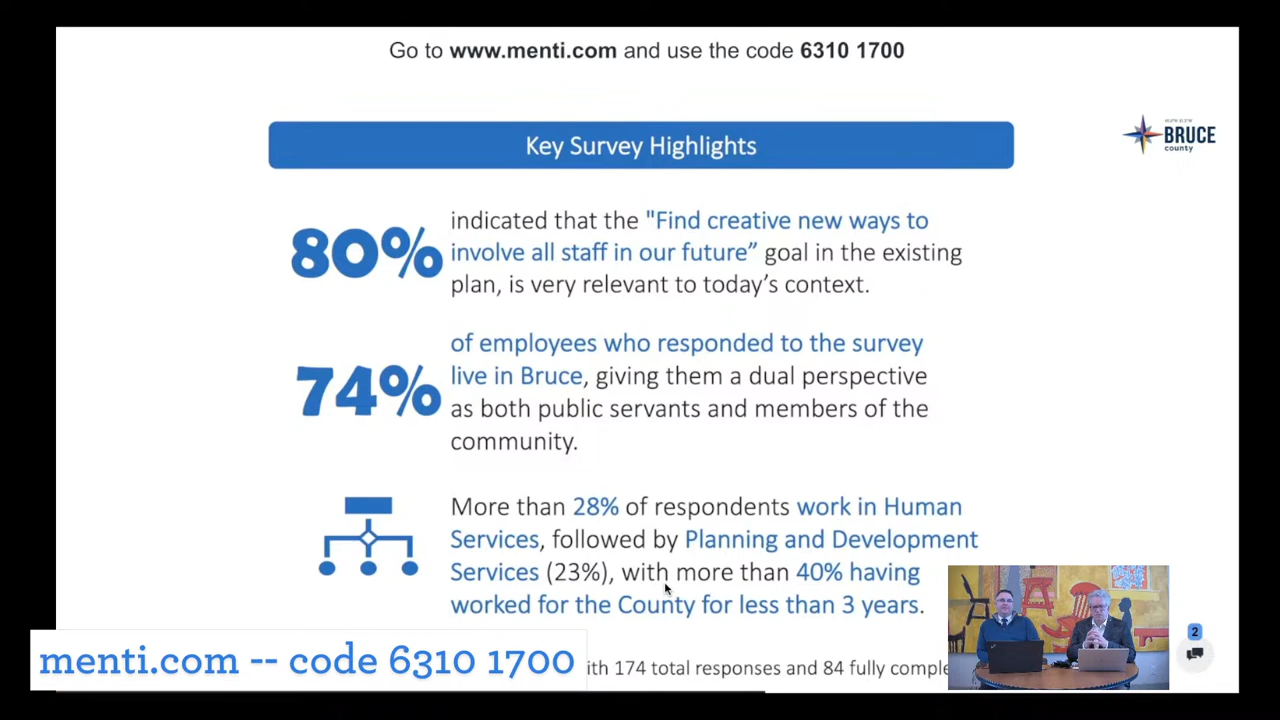 Go to www.menti.com and use the code 6310 1700
Key Survey Highlights
BRUCE
county
80%
indicated that the "Find creative new ways to
involve all staff in our future” goal in the existing
plan, is very relevant to today’s context.
74%
of employees who responded to the survey
live in Bruce, giving them a dual perspective
as both public servants and members of the
community.
More than 28% of respondents work in Human
Services, followed by Planning and Development
Services (23%), with more than 40% having
worked for the County for less than 3 years.
2
menti.com -- code 6310 1700
ith 174 total responses and 84 fully comple